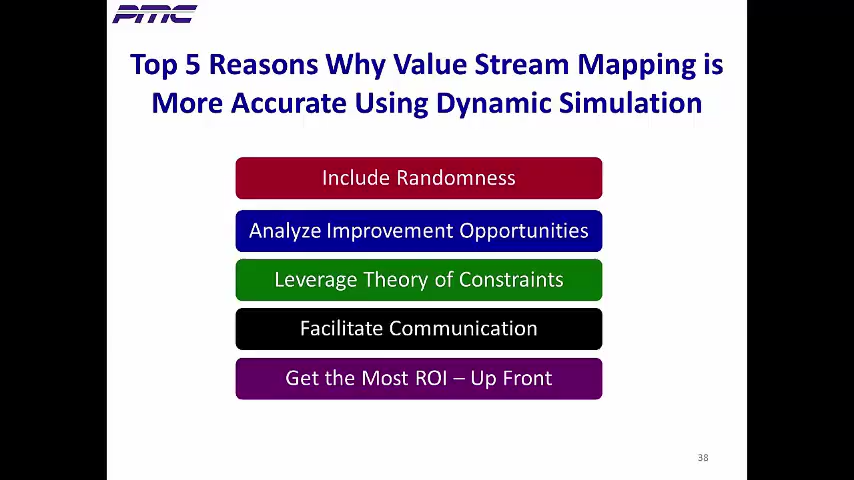 PMC
Top 5 Reasons Why Value Stream Mapping is
More Accurate Using Dynamic Simulation
Include Randomness
Analyze Improvement Opportunities
Leverage Theory of Constraints
Facilitate Communication
Get the Most ROI – Up Front
38